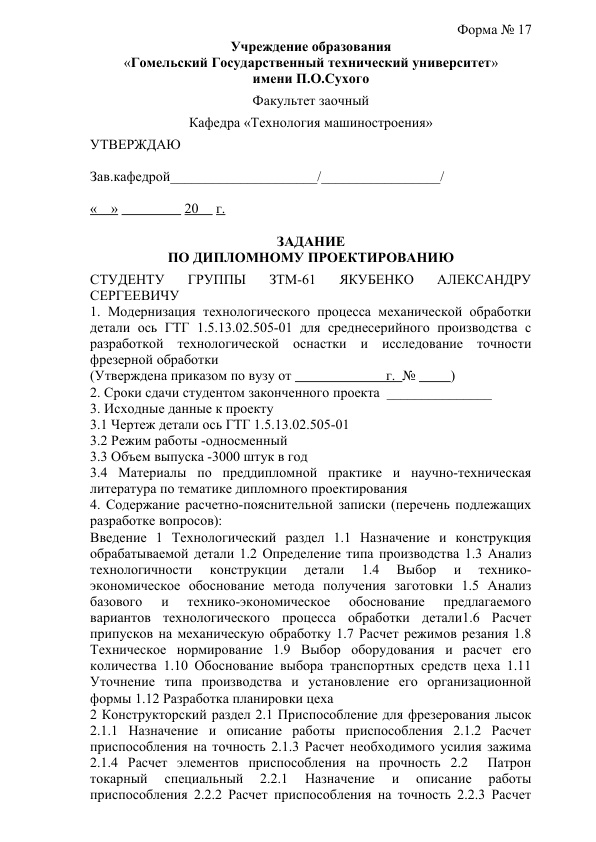 Форма № 17
Учреждение образования
«Гомельский Государственный технический университет»
имени П.О.Сухого
Факультет заочный
Кафедра «Технология машиностроения»
УТВЕРЖДАЮ
Зав.кафедрой_____________________/_________________/
«__» _________ 20__ г.
ЗАДАНИЕ
ПО ДИПЛОМНОМУ ПРОЕКТИРОВАНИЮ
СТУДЕНТУ ГРУППЫ ЗТМ-61 ЯКУБЕНКО АЛЕКСАНДРУ
СЕРГЕЕВИЧУ
1. Модернизация технологического процесса механической обработки
детали ось ГТГ 1.5.13.02.505-01 для среднесерийного производства с
разработкой технологической оснастки и исследование точности
фрезерной обработки
(Утверждена приказом по вузу от _____________ г. № _____)
2. Сроки сдачи студентом законченного проекта _______________
3. Исходные данные к проекту
3.1 Чертеж детали ось ГТГ 1.5.13.02.505-01
3.2 Режим работы -односменный
3.3 Объем выпуска -3000 штук в год
3.4 Материалы по преддипломной практике и научно-техническая
литература по тематике дипломного проектирования
4. Содержание расчетно-пояснительной записки (перечень подлежащих
разработке вопросов):
Введение 1 Технологический раздел 1.1 Назначение и конструкция
обрабатываемой детали 1.2 Определение типа производства 1.3 Анализ
технологичности конструкции детали 1.4 Выбор и технико-
экономическое обоснование метода получения заготовки 1.5 Анализ
базового и технико-экономическое обоснование предлагаемого
вариантов технологического процесса обработки детали1.6 Расчет
припусков на механическую обработку 1.7 Расчет режимов резания 1.8
Техническое нормирование 1.9 Выбор оборудования и расчет его
количества 1.10 Обоснование выбора транспортных средств цеха 1.11
Уточнение типа производства и установление его организационной
формы 1.12 Разработка планировки цеха
2 Конструкторский раздел 2.1 Приспособление для фрезерования лысок
2.1.1 Назначение и описание работы приспособления 2.1.2 Расчет
приспособления на точность 2.1.3 Расчет необходимого усилия зажима
2.1.4 Расчет элементов приспособления на прочность 2.2 Патрон
токарный специальный 2.2.1 Назначение и описание работы
приспособления 2.2.2 Расчет приспособления на точность 2.2.3 Расчет